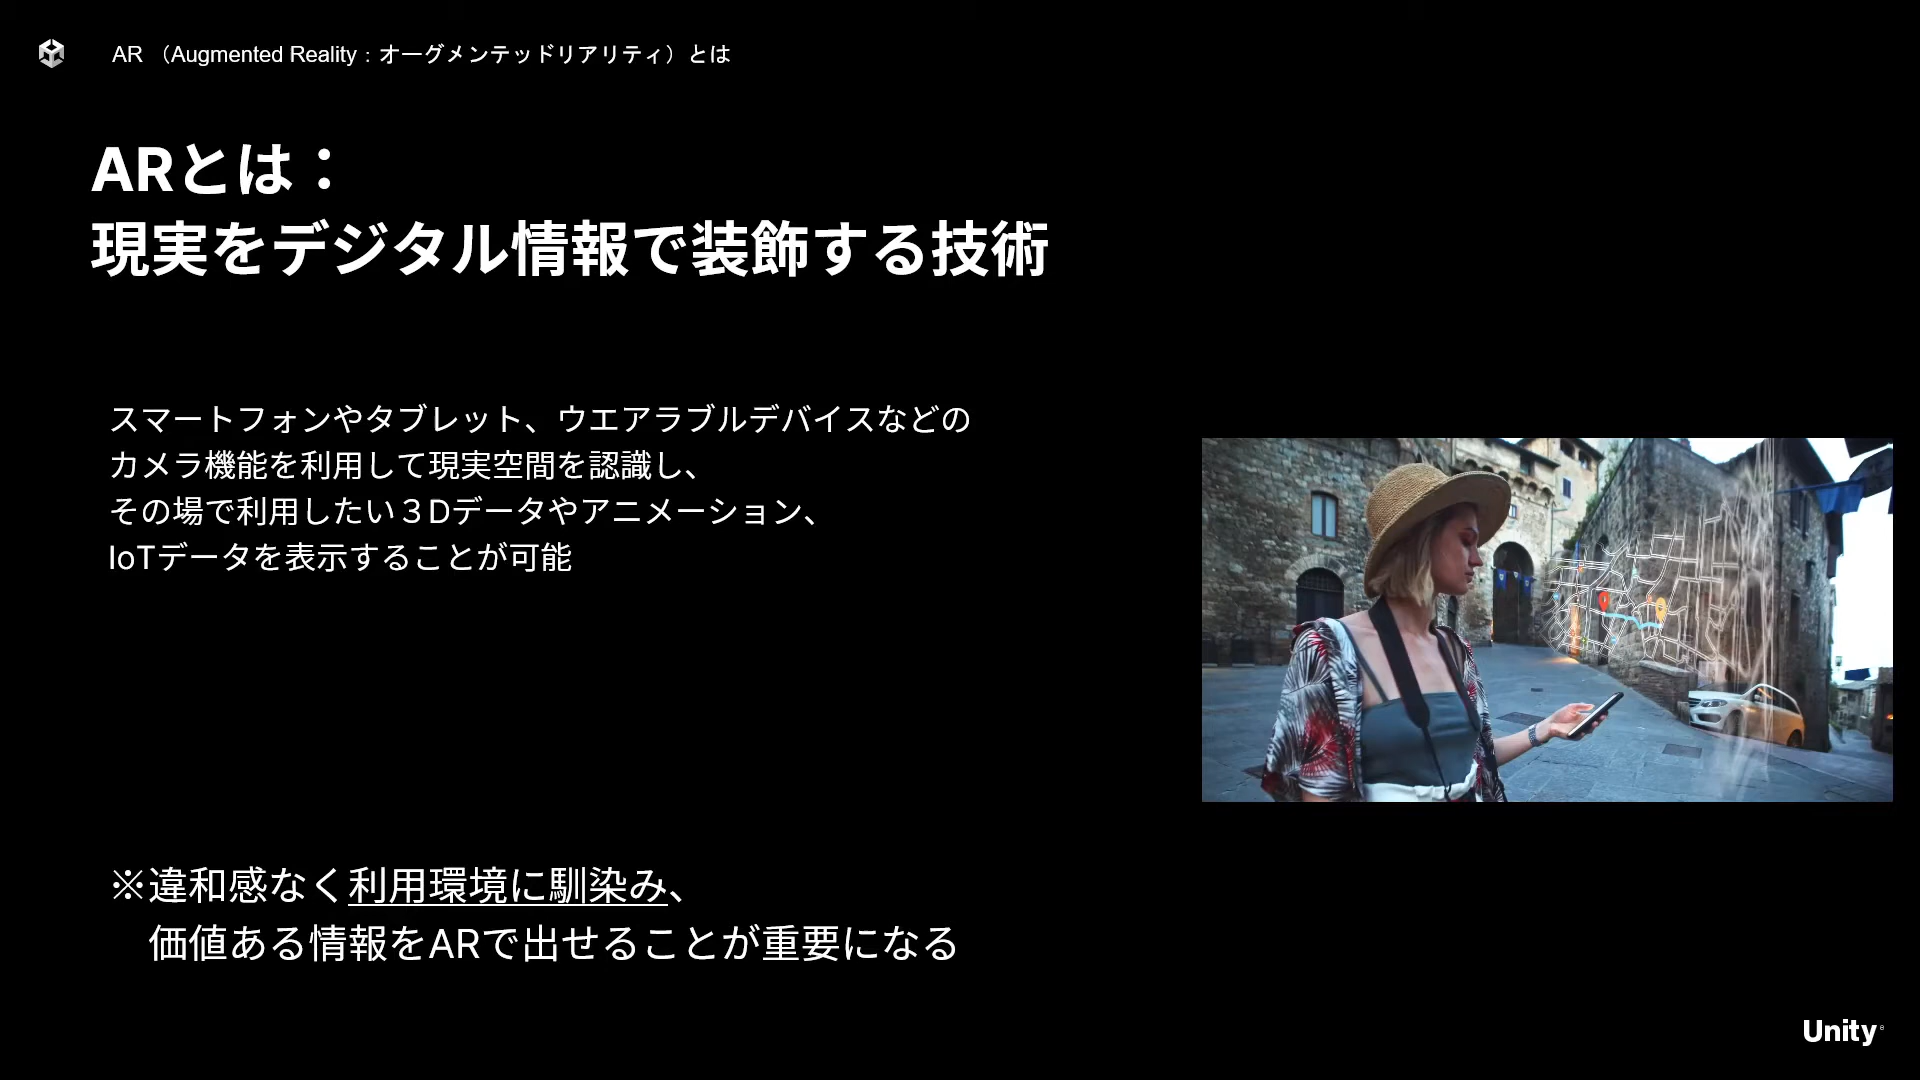 AR （Augmented Reality：オーグメンテッドリアリティ）とは
ARとは：
現実をデジタル情報で装飾する技術
スマートフォンやタブレット、ウエアラブルデバイスなどの
カメラ機能を利用して現実空間を認識し、
その場で利用したい３Dデータやアニメーション、
IoTデータを表示することが可能
※違和感なく利用環境に馴染み、
価値ある情報をARで出せることが重要になる
Unity